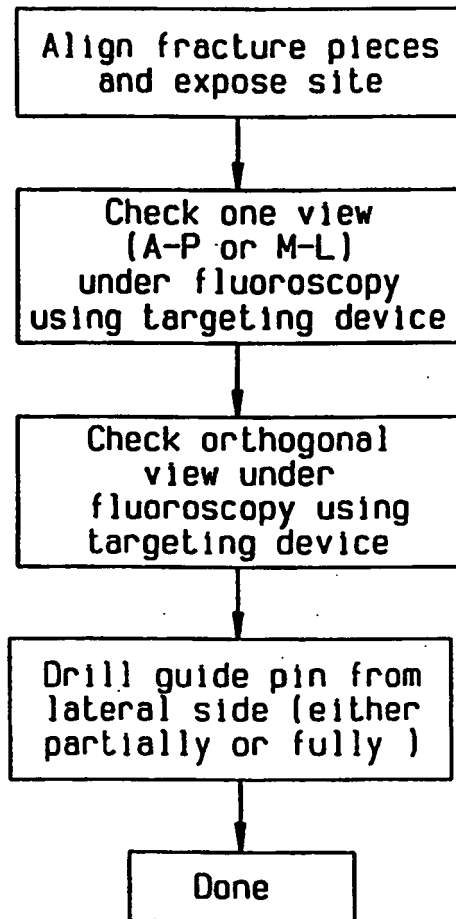 Align fracture pieces
and expose site
Check one view
(A-P or M-L)
under fluoroscopy
using targeting device
Check orthogonal
view under
fluoroscopy using
targeting device
Drill guide pin from
lateral side (either
partially or fully )
Done